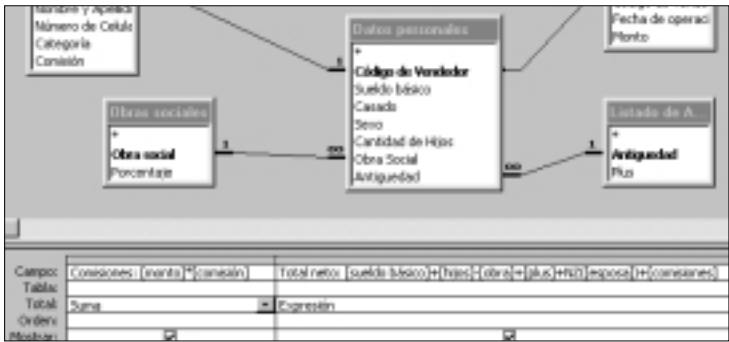 Nombre y Apellid
Número de Celula
Categoría
Comisión
Datos personales
*
Código de Vendedor
Sueldo básico
Casado
Sexo
Cantidad de Hijos
Obra Social
Antiguedad
Fecha de operaci
Monto
Obras sociales
*
Obra social
Porcentaje
Listado de A...
*
Antiguedad
Plus
1
1
∞
∞
1
Campo: Comisiones: [monto]*[comisión] Total neto: [sueldo básico]+[hijos]-[obra]+[plus]+NZ([esposa])+[comisiones]
Tabla:
Total: Suma Expresión
Orden:
Mostrar: